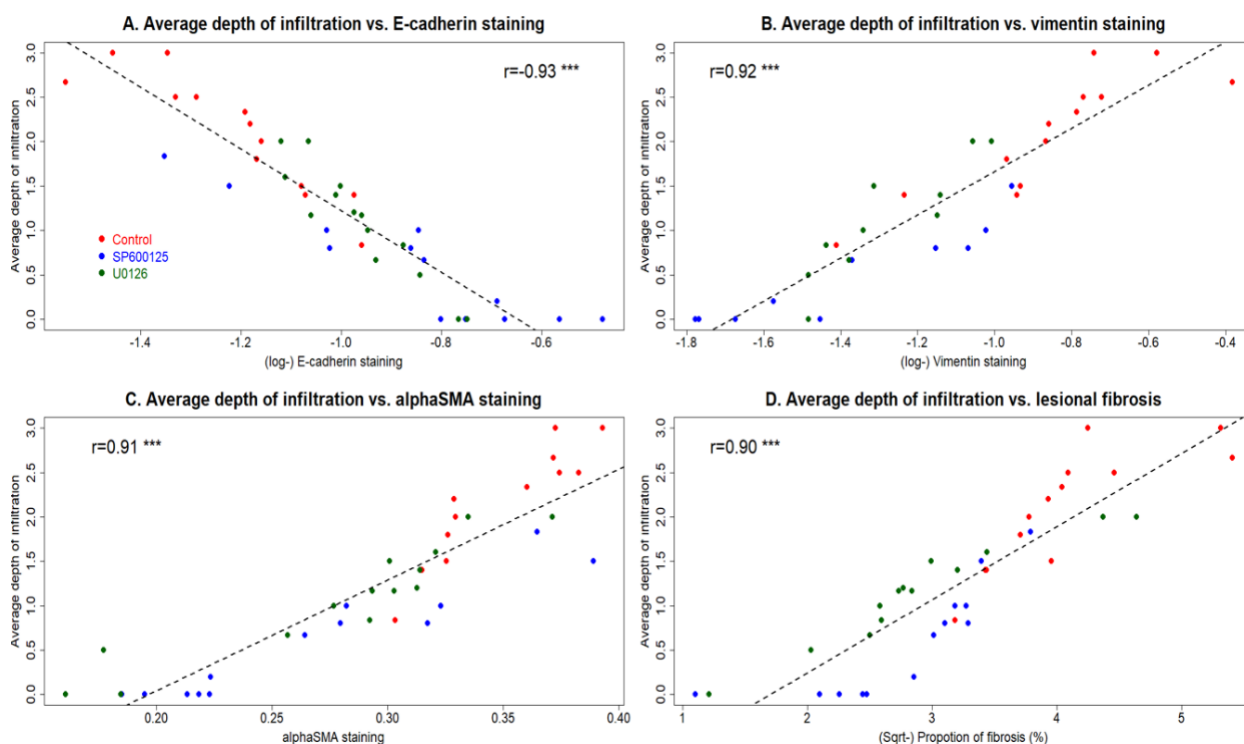 A. Average depth of infiltration vs. E-cadherin staining
r=-0.93 ***
Average depth of infiltration
3.0
2.5
2.0
1.5
1.0
0.5
0.0
Control
SP600125
U0126
-1.4
-1.2
-1.0
-0.8
-0.6
(log-) E-cadherin staining
B. Average depth of infiltration vs. vimentin staining
r=0.92 ***
Average depth of infiltration
3.0
2.5
2.0
1.5
1.0
0.5
0.0
-1.8
-1.6
-1.4
-1.2
-1.0
-0.8
-0.6
-0.4
(log-) Vimentin staining
C. Average depth of infiltration vs. alphaSMA staining
r=0.91 ***
Average depth of infiltration
3.0
2.5
2.0
1.5
1.0
0.5
0.0
0.20
0.25
0.30
0.35
0.40
alphaSMA staining
D. Average depth of infiltration vs. lesional fibrosis
r=0.90 ***
Average depth of infiltration
3.0
2.5
2.0
1.5
1.0
0.5
0.0
1
2
3
4
5
(Sqrt-) Propotion of fibrosis (%)